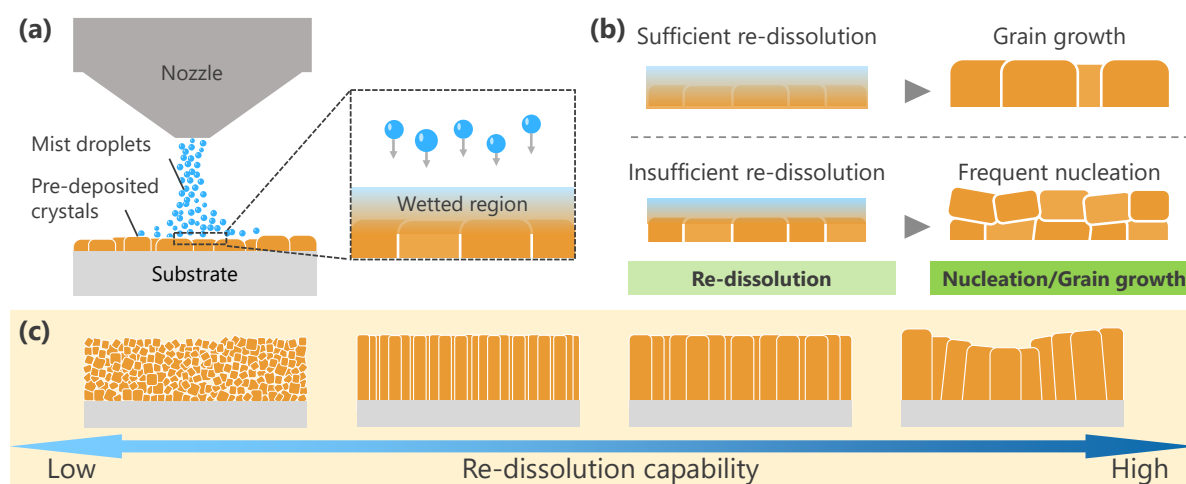 (a)
Nozzle
Mist droplets
Pre-deposited
crystals
Wetted region
Substrate
(b)
Sufficient re-dissolution
Grain growth
Insufficient re-dissolution
Frequent nucleation
Re-dissolution
Nucleation/Grain growth
(c)
Low
Re-dissolution capability
High